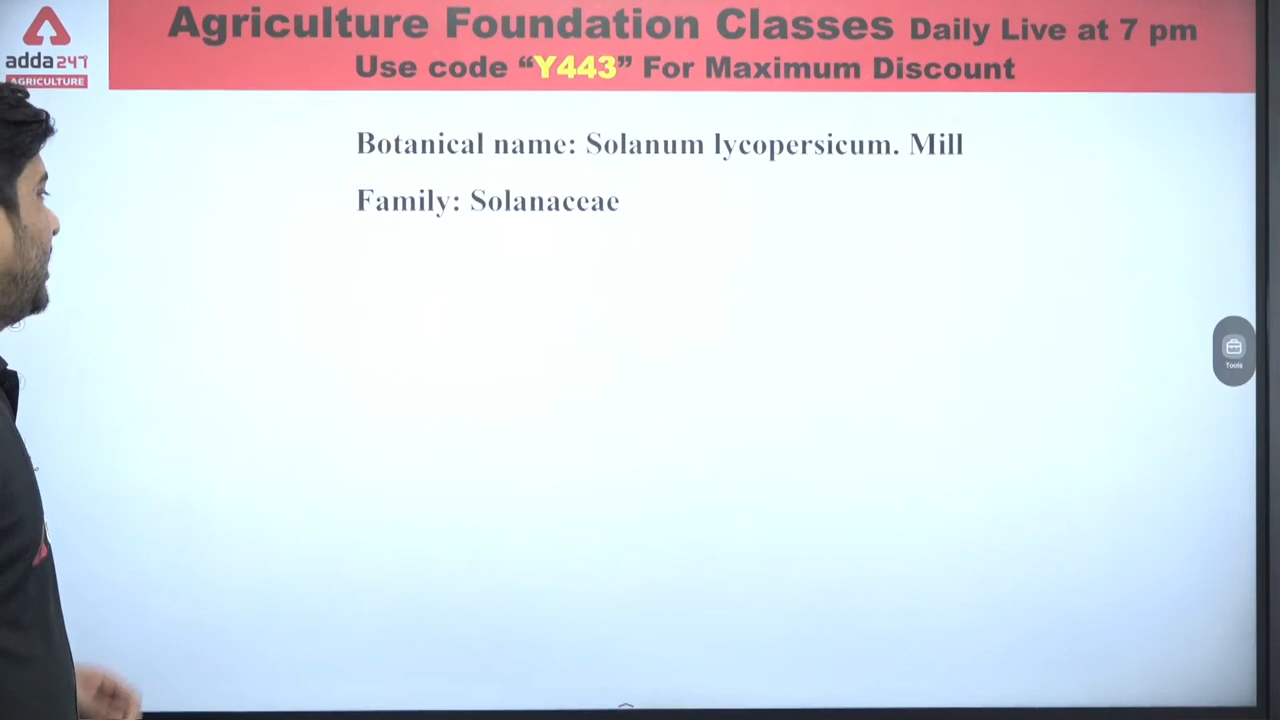 Agriculture Foundation Classes Daily Live at 7 pm
Use code “Y443” For Maximum Discount
adda247
AGRICULTURE
Botanical name: Solanum lycopersicum. Mill
Family: Solanaceae
Tools